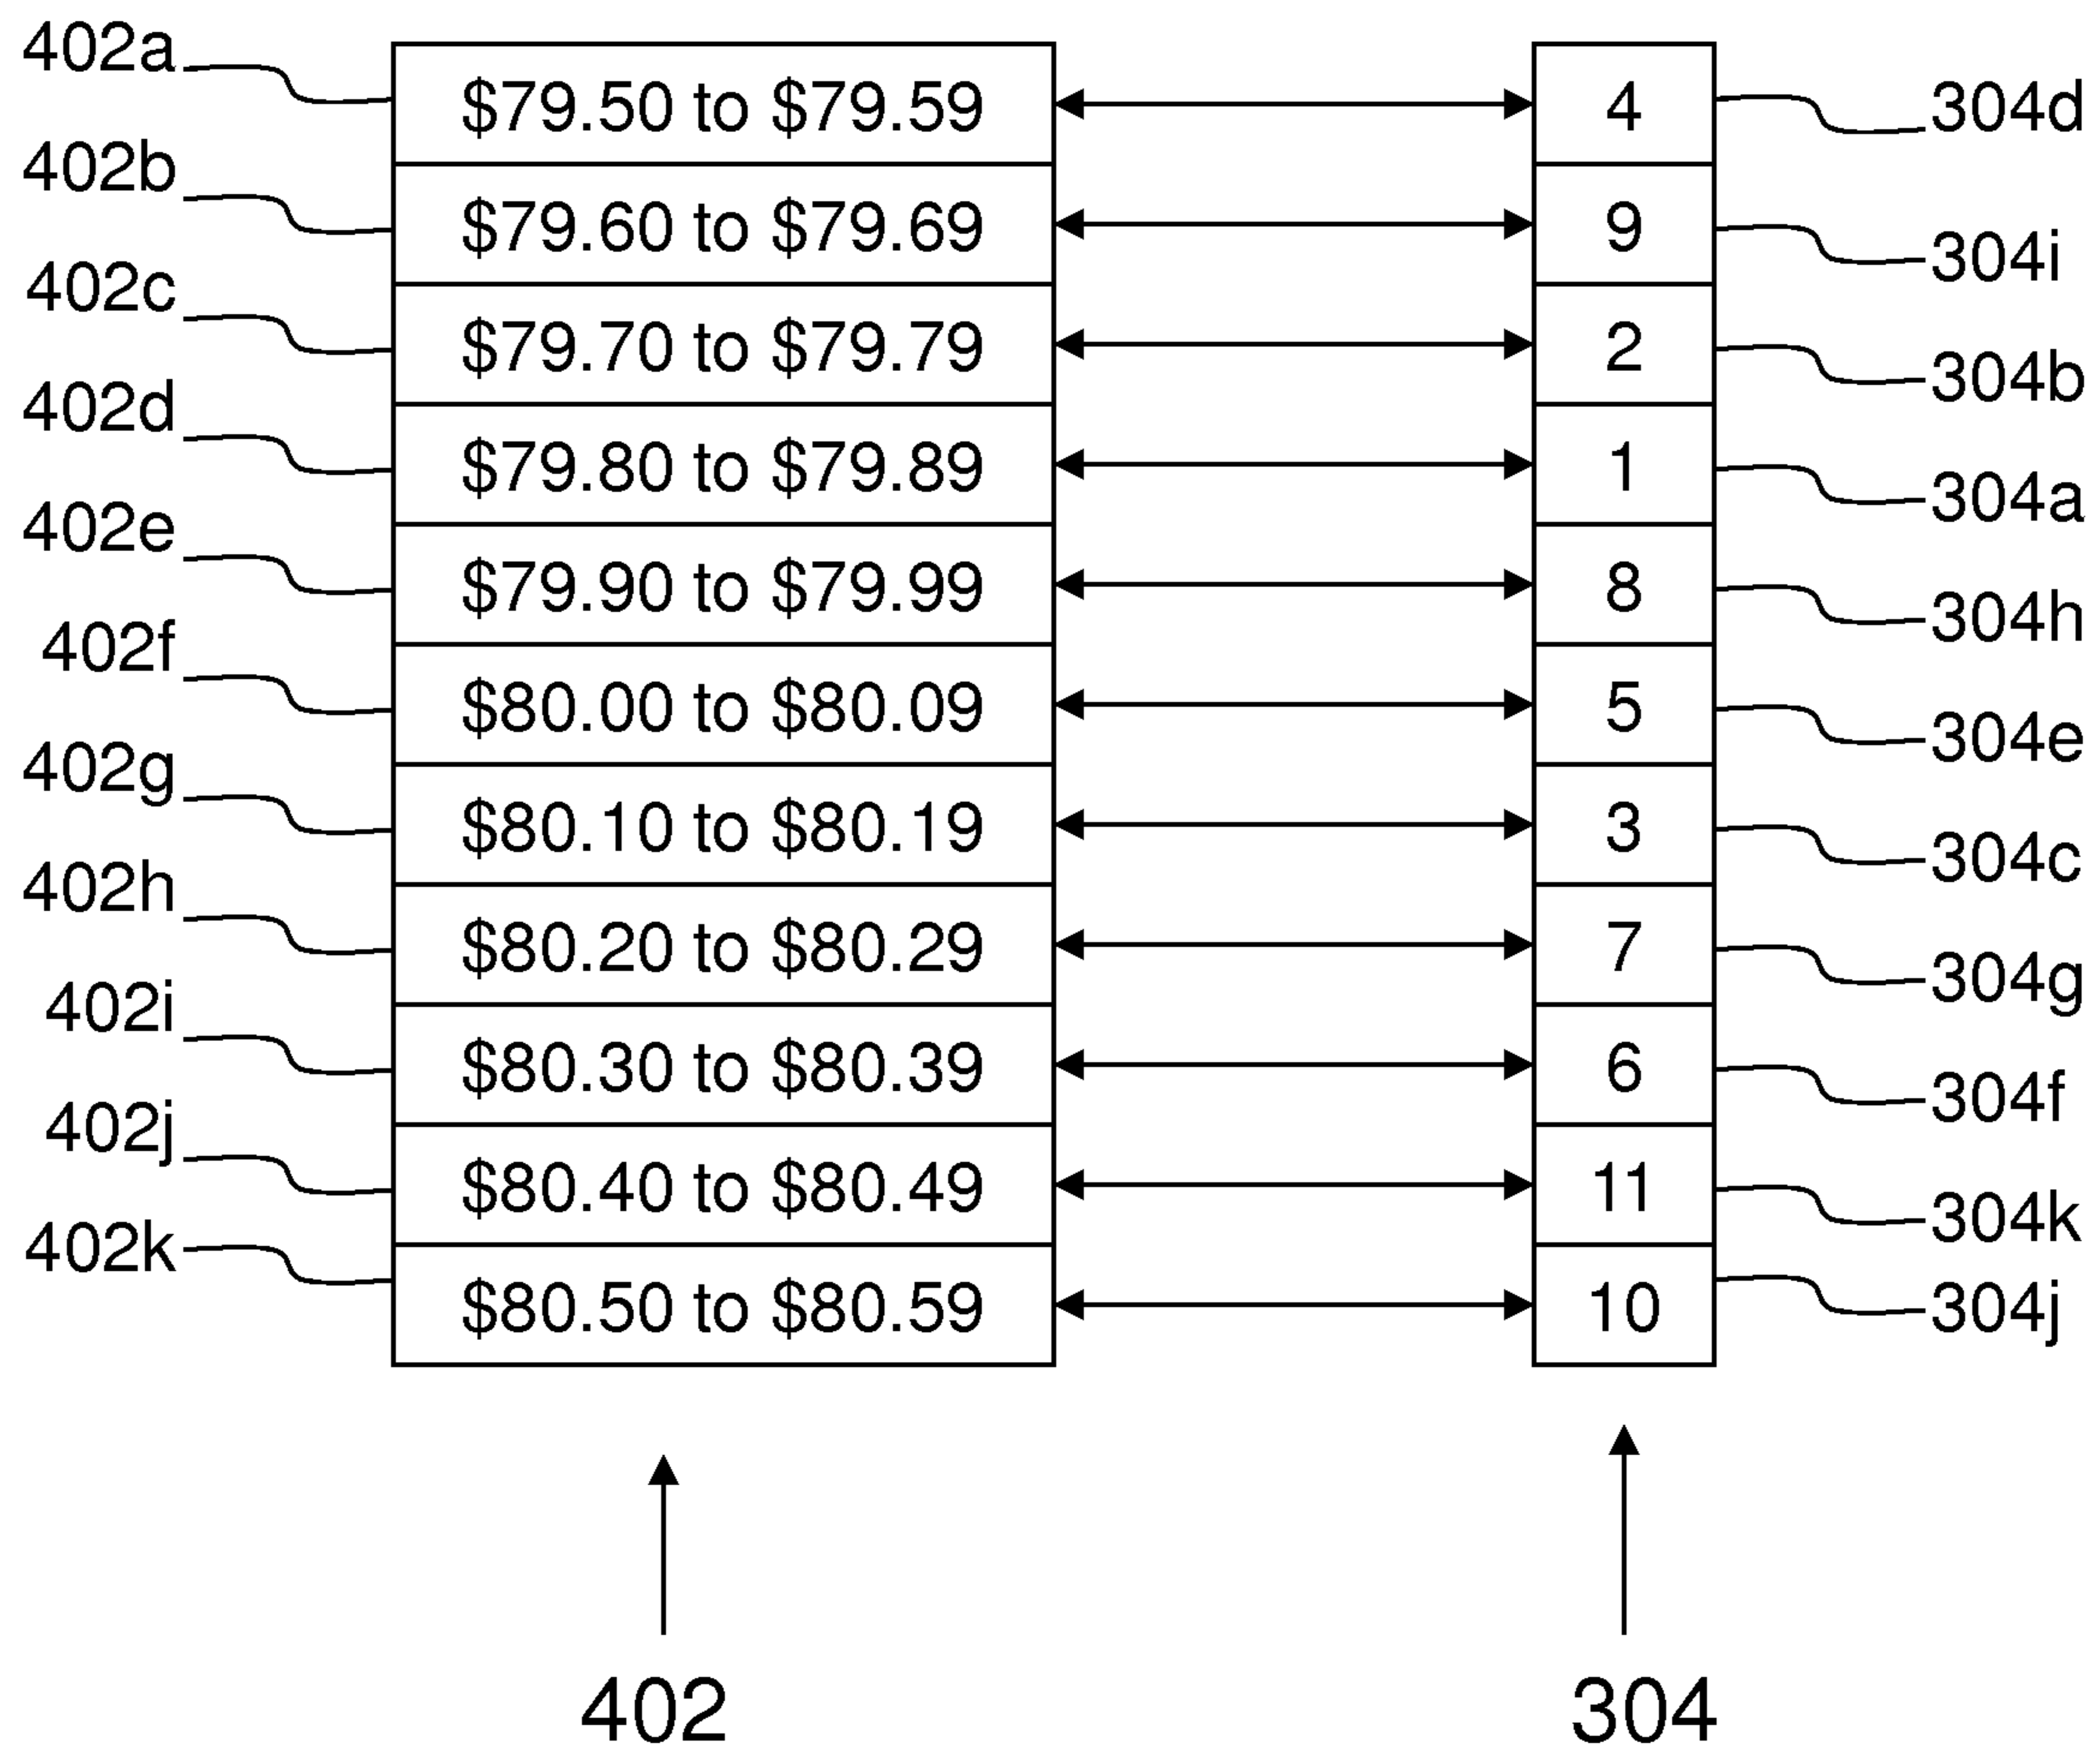 402a $79.50 to $79.59 4 304d
402b $79.60 to $79.69 9 304i
402c $79.70 to $79.79 2 304b
402d $79.80 to $79.89 1 304a
402e $79.90 to $79.99 8 304h
402f $80.00 to $80.09 5 304e
402g $80.10 to $80.19 3 304c
402h $80.20 to $80.29 7 304g
402i $80.30 to $80.39 6 304f
402j $80.40 to $80.49 11 304k
402k $80.50 to $80.59 10 304j
402 304